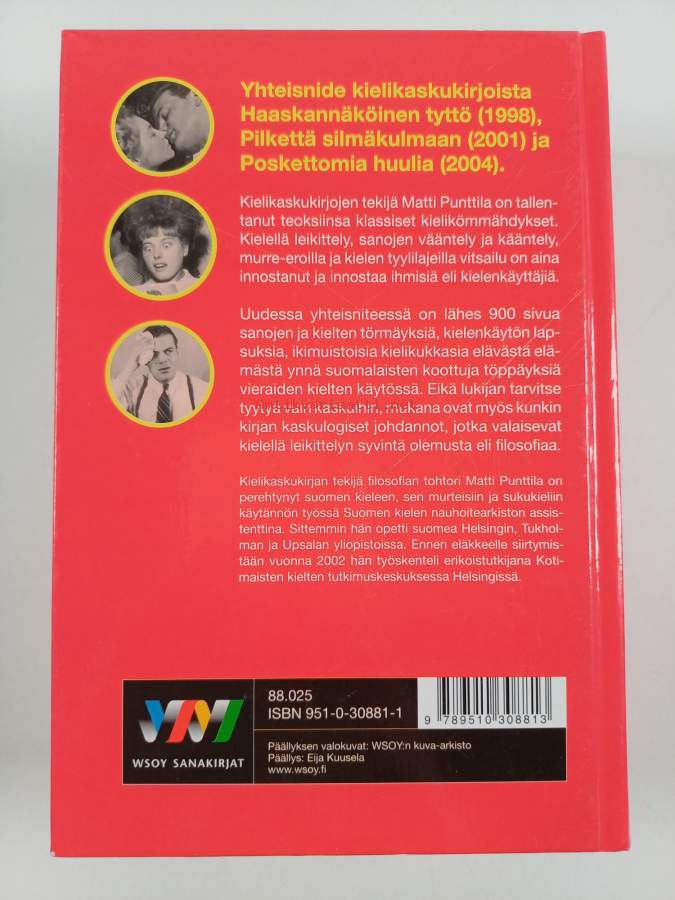 Yhteisnide kielikaskukirjoista
Haaskannäköinen tyttö (1998),
Pilkettä silmäkulmaan (2001) ja
Poskettomia huulia (2004).
Kielikaskukirjojen tekijä Matti Punttila on tallen-
tanut teoksiinsa klassiset kielikömmähdykset.
Kielellä leikittely, sanojen vääntely ja kääntely,
murre-eroilla ja kielen tyylilajeilla vitsailu on aina
innostanut ja innostaa ihmisiä eli kielenkäyttäjiä.
Uudessa yhteisniteessä on lähes 900 sivua
sanojen ja kielten törmäyksiä, kielenkäytön lap-
suksia, ikimuistoisia kielikukkasia elävästä elä-
mästä ynnä suomalaisten koottuja töppäyksiä
vieraiden kielten käytössä. Eikä lukijan tarvitse
tyytyä vain kaskuihin, mukana ovat myös kunkin
kirjan kaskulogiset johdannot, jotka valaisevat
kielellä leikittelyn syvintä olemusta eli filosofiaa.
Kielikaskukirjan tekijä filosofian tohtori Matti Punttila on
perehtynyt suomen kieleen, sen murteisiin ja sukukieliin
käytännön työssä Suomen kielen nauhoitearkiston assis-
tenttina. Sittemmin hän opetti suomea Helsingin, Tukhol-
man ja Upsalan yliopistoissa. Ennen eläkkeelle siirtymis-
tään vuonna 2002 hän työskenteli erikoistutkijana Koti-
maisten kielten tutkimuskeskuksessa Helsingissä.
88.025
ISBN 951-0-30881-1
9 789510 308813
WSOY SANAKIRJAT
Päällyksen valokuvat: WSOY:n kuva-arkisto
Päällys: Eija Kuusela
www.wsoy.fi